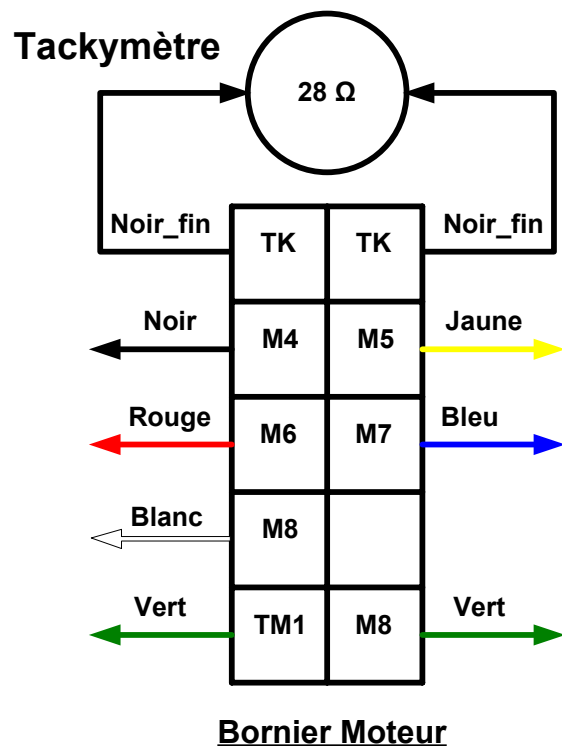 Tackymètre
28 Ω
Noir_fin TK TK Noir_fin
Noir M4 M5 Jaune
Rouge M6 M7 Bleu
Blanc M8
Vert TM1 M8 Vert
Bornier Moteur